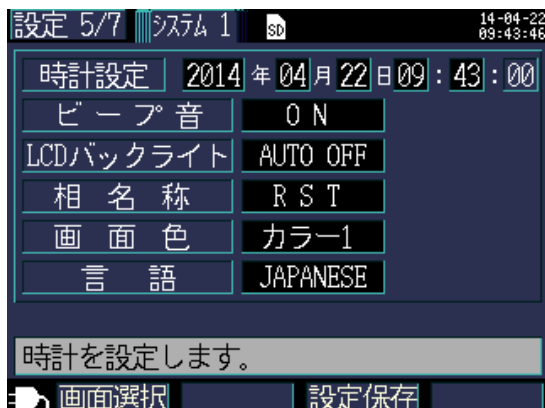 設定 5/7 システム 1 SD 14-04-22
09:43:46
時計設定 2014 年 04 月 22 日 09 : 43 : 00
ビープ音 ON
LCDバックライト AUTO OFF
相名称 RST
画面色 カラー1
言語 JAPANESE
時計を設定します。
画面選択 設定保存